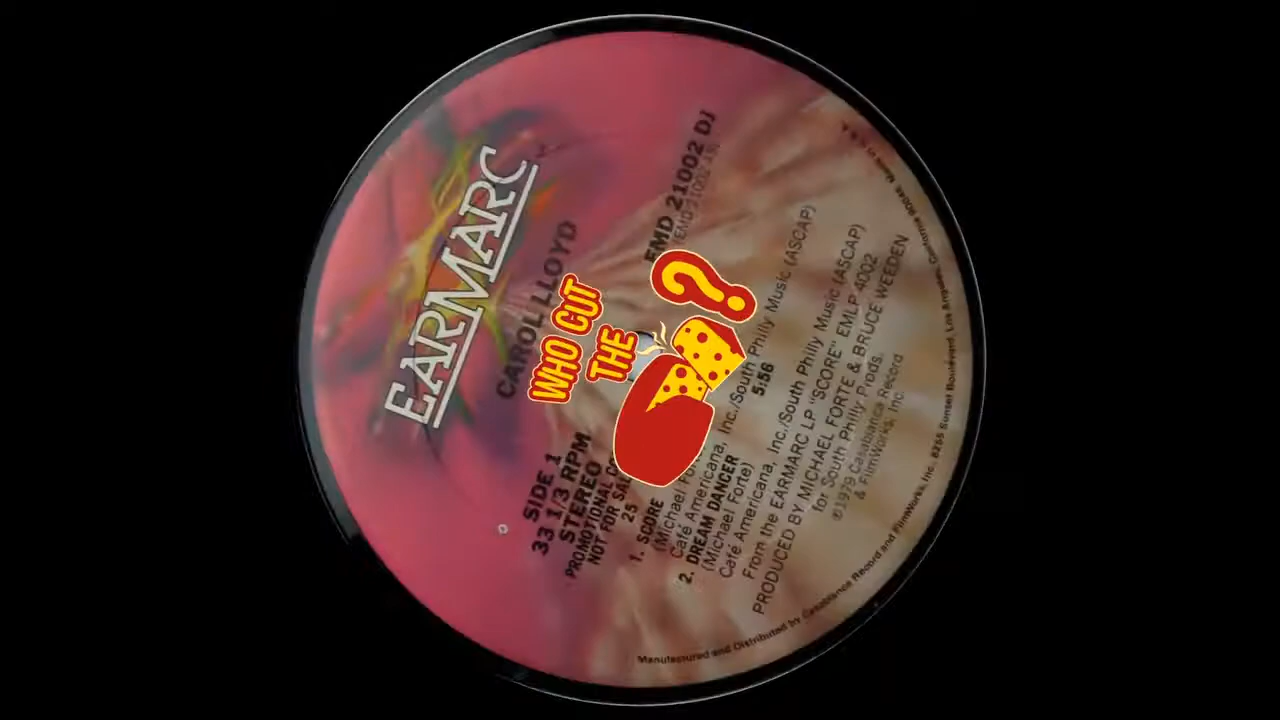 EARMARC
CAROL LLOYD
WHO CUT
THE
?
SIDE 1
33 1/3 RPM
STEREO
PROMOTIONAL
NOT FOR
25
EMD 21002 DJ
1. SCORE
(Michael
Café Americana, Inc./South Philly Music (ASCAP)
2. DREAM DANCER 5:56
(Michael Forte)
Café Americana, Inc./South Philly Music (ASCAP)
From the EARMARC LP "SCORE" EMLP 4002
PRODUCED BY MICHAEL FORTE & BRUCE WEEDEN
for South Philly Prods.
©1979 Casablanca Record
& FilmWorks, Inc.
Manufactured and Distributed by Casablanca Record and FilmWorks, Inc. 8255 Sunset Boulevard, Los Angeles, California 90046 Made in U.S.A.